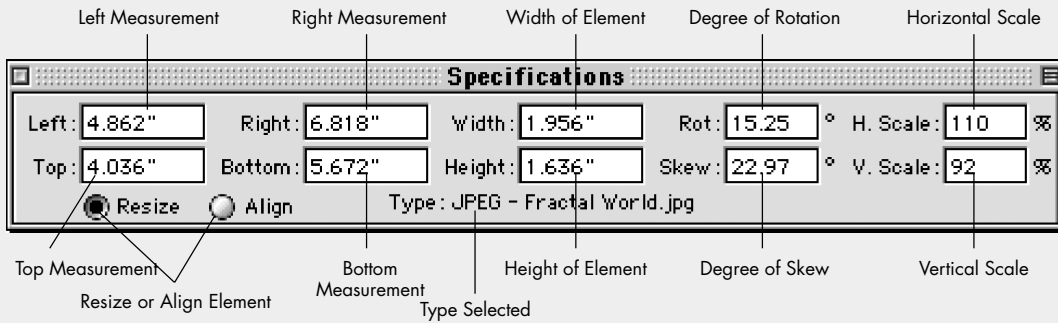 Left Measurement Right Measurement Width of Element Degree of Rotation Horizontal Scale
Specifications
Left: 4.862" Right: 6.818" Width: 1.956" Rot: 15.25 ° H. Scale: 110 %
Top: 4.036" Bottom: 5.672" Height: 1.636" Skew: 22.97 ° V. Scale: 92 %
Resize Align Type: JPEG - Fractal World.jpg
Top Measurement Bottom Height of Element Degree of Skew Vertical Scale
Measurement
Resize or Align Element
Type Selected